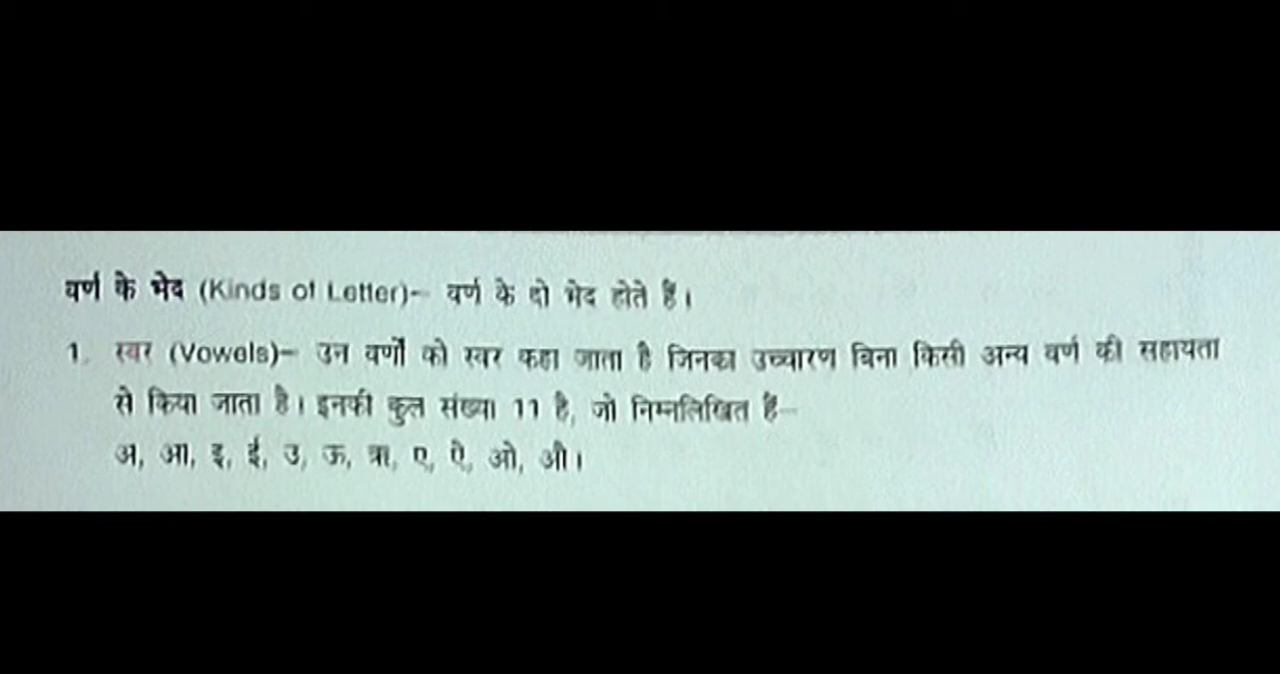 वर्ण के भेद (Kinds of Letter)– वर्ण के दो भेद होते हैं।
1. स्वर (Vowels)– उन वर्णों को स्वर कहा जाता है जिनका उच्चारण बिना किसी अन्य वर्ण की सहायता
से किया जाता है। इनकी कुल संख्या 11 है, जो निम्नलिखित है–
अ, आ, इ, ई, उ, ऊ, ऋ, ए, ऐ, ओ, औ।